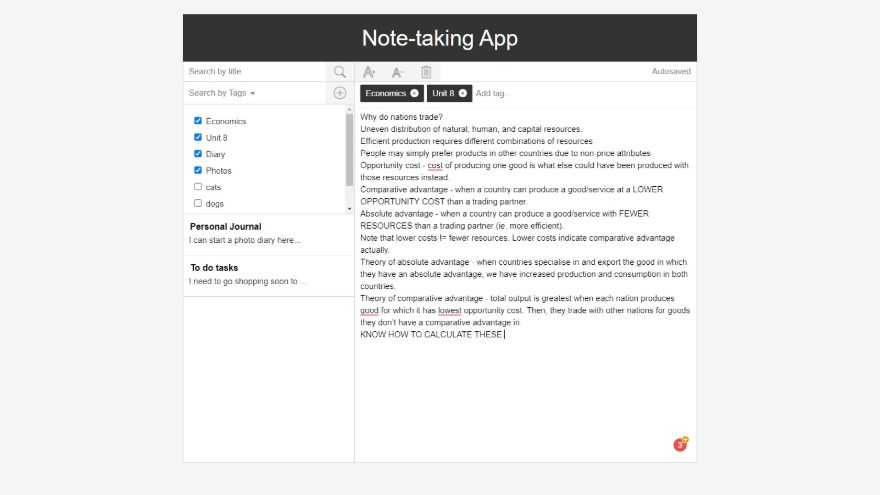 Note-taking App
Search by title
Autosaved
Search by Tags
Economics
Unit 8
Add tag...
Economics
Unit 8
Diary
Photos
cats
dogs
Personal Journal
I can start a photo diary here...
To do tasks
I need to go shopping soon to ...
Why do nations trade?
Uneven distribution of natural, human, and capital resources.
Efficient production requires different combinations of resources
People may simply prefer products in other countries due to non-price attributes
Opportunity cost - cost of producing one good is what else could have been produced with
those resources instead.
Comparative advantage - when a country can produce a good/service at a LOWER
OPPORTUNITY COST than a trading partner.
Absolute advantage - when a country can produce a good/service with FEWER
RESOURCES than a trading partner (ie. more efficient).
Note that lower costs != fewer resources. Lower costs indicate comparative advantage
actually.
Theory of absolute advantage - when countries specialise in and export the good in which
they have an absolute advantage, we have increased production and consumption in both
countries.
Theory of comparative advantage - total output is greatest when each nation produces
good for which it has lowest opportunity cost. Then, they trade with other nations for goods
they don't have a comparative advantage in.
KNOW HOW TO CALCULATE THESE
3